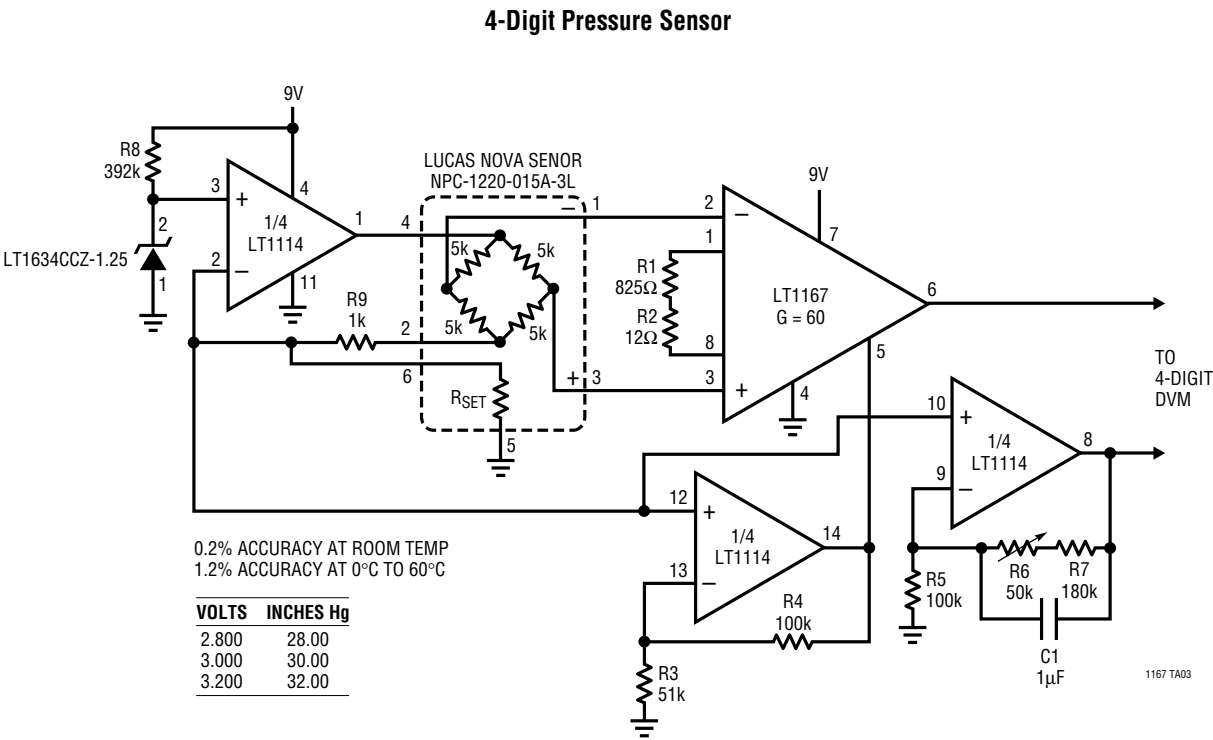 4-Digit Pressure Sensor
9V
R8
392k
3
+
4
1/4
LT1114
1
2
LT1634CCZ-1.25
1
2
–
11
R9
1k
LUCAS NOVA SENOR
NPC-1220-015A-3L
4
–
1
5k
5k
5k
5k
2
6
RSET
+
3
5
9V
2
–
7
1
R1
825Ω
R2
12Ω
LT1167
G = 60
6
8
3
+
4
5
TO
4-DIGIT
DVM
10
+
1/4
LT1114
8
9
–
12
+
1/4
LT1114
14
13
–
R5
100k
R6
50k
R7
180k
C1
1µF
R4
100k
R3
51k
0.2% ACCURACY AT ROOM TEMP
1.2% ACCURACY AT 0°C TO 60°C
VOLTS INCHES Hg
2.800 28.00
3.000 30.00
3.200 32.00
1167 TA03